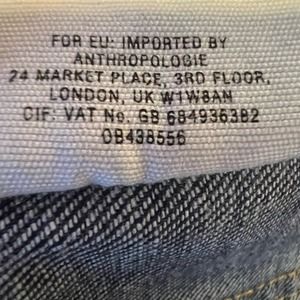 FOR EU: IMPORTED BY
ANTHROPOLOGIE
24 MARKET PLACE, 3RD FLOOR,
LONDON, UK W1W8AN
CIF: VAT No. GB 684936382
OB438556